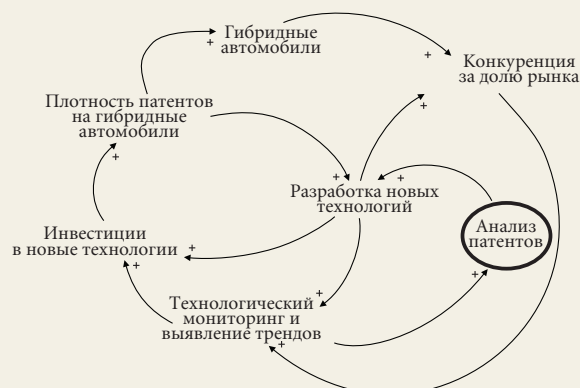 Гибридные
автомобили
+
+
Конкуренция
за долю рынка
+
Плотность патентов
на гибридные
автомобили
+
+
+
Разработка новых
технологий
Анализ
патентов
Инвестиции
в новые технологии
+
+
+
+
Технологический
мониторинг и
выявление трендов
+
+